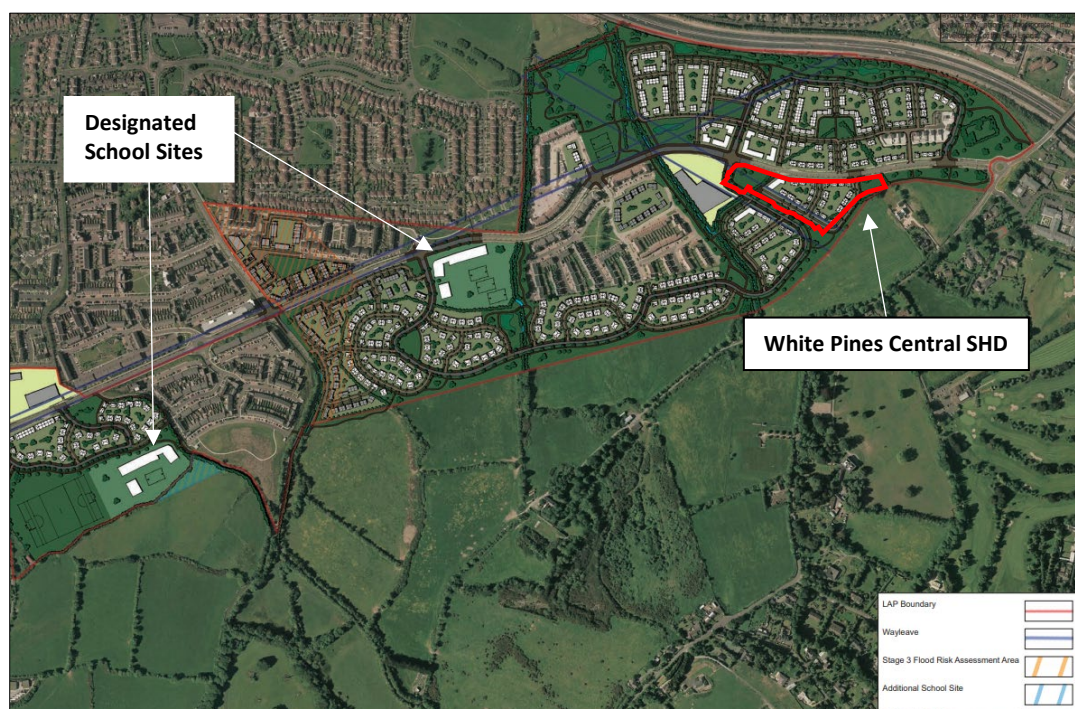 Designated
School Sites
White Pines Central SHD
LAP Boundary
Wayleave
Stage 3 Flood Risk Assessment Area
Additional School Site